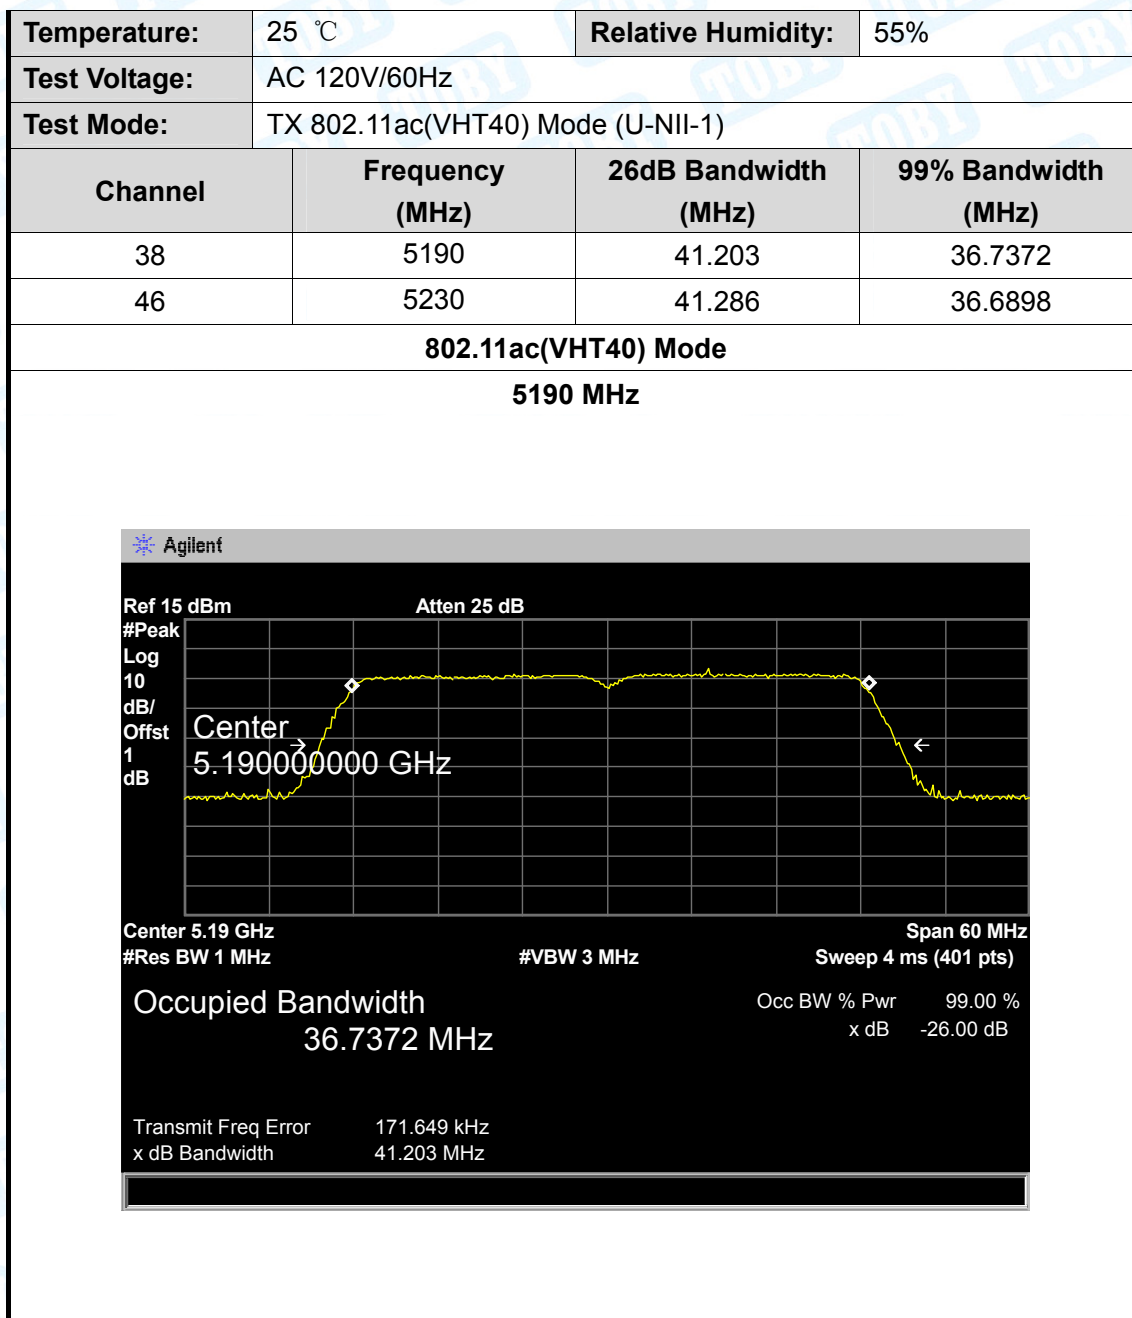 Temperature: 25 ℃ Relative Humidity: 55%
Test Voltage: AC 120V/60Hz
Test Mode: TX 802.11ac(VHT40) Mode (U-NII-1)
Channel Frequency (MHz) 26dB Bandwidth (MHz) 99% Bandwidth (MHz)
38 5190 41.203 36.7372
46 5230 41.286 36.6898
802.11ac(VHT40) Mode
5190 MHz
Agilent
Ref 15 dBm Atten 25 dB
#Peak
Log
10
dB/
Offst
1
dB
Center
5.190000000 GHz
Center 5.19 GHz Span 60 MHz
#Res BW 1 MHz #VBW 3 MHz Sweep 4 ms (401 pts)
Occupied Bandwidth Occ BW % Pwr 99.00 %
36.7372 MHz x dB -26.00 dB
Transmit Freq Error 171.649 kHz
x dB Bandwidth 41.203 MHz
TOBY
TOBY
TOBY
TOBY
TOBY